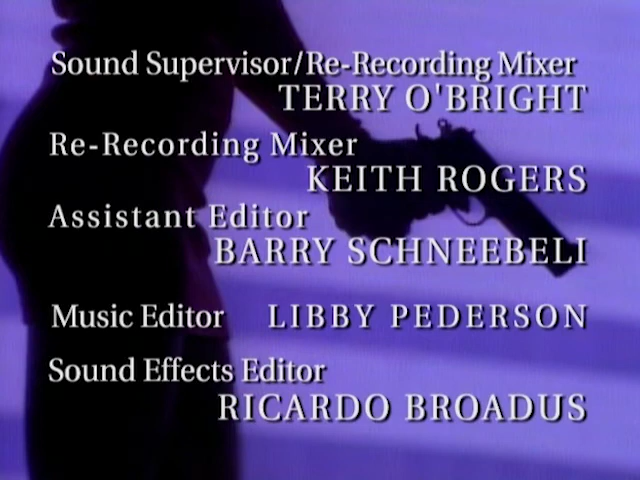 Sound Supervisor/Re-Recording Mixer
TERRY O'BRIGHT
Re-Recording Mixer
KEITH ROGERS
Assistant Editor
BARRY SCHNEEBELI
Music Editor LIBBY PEDERSON
Sound Effects Editor
RICARDO BROADUS